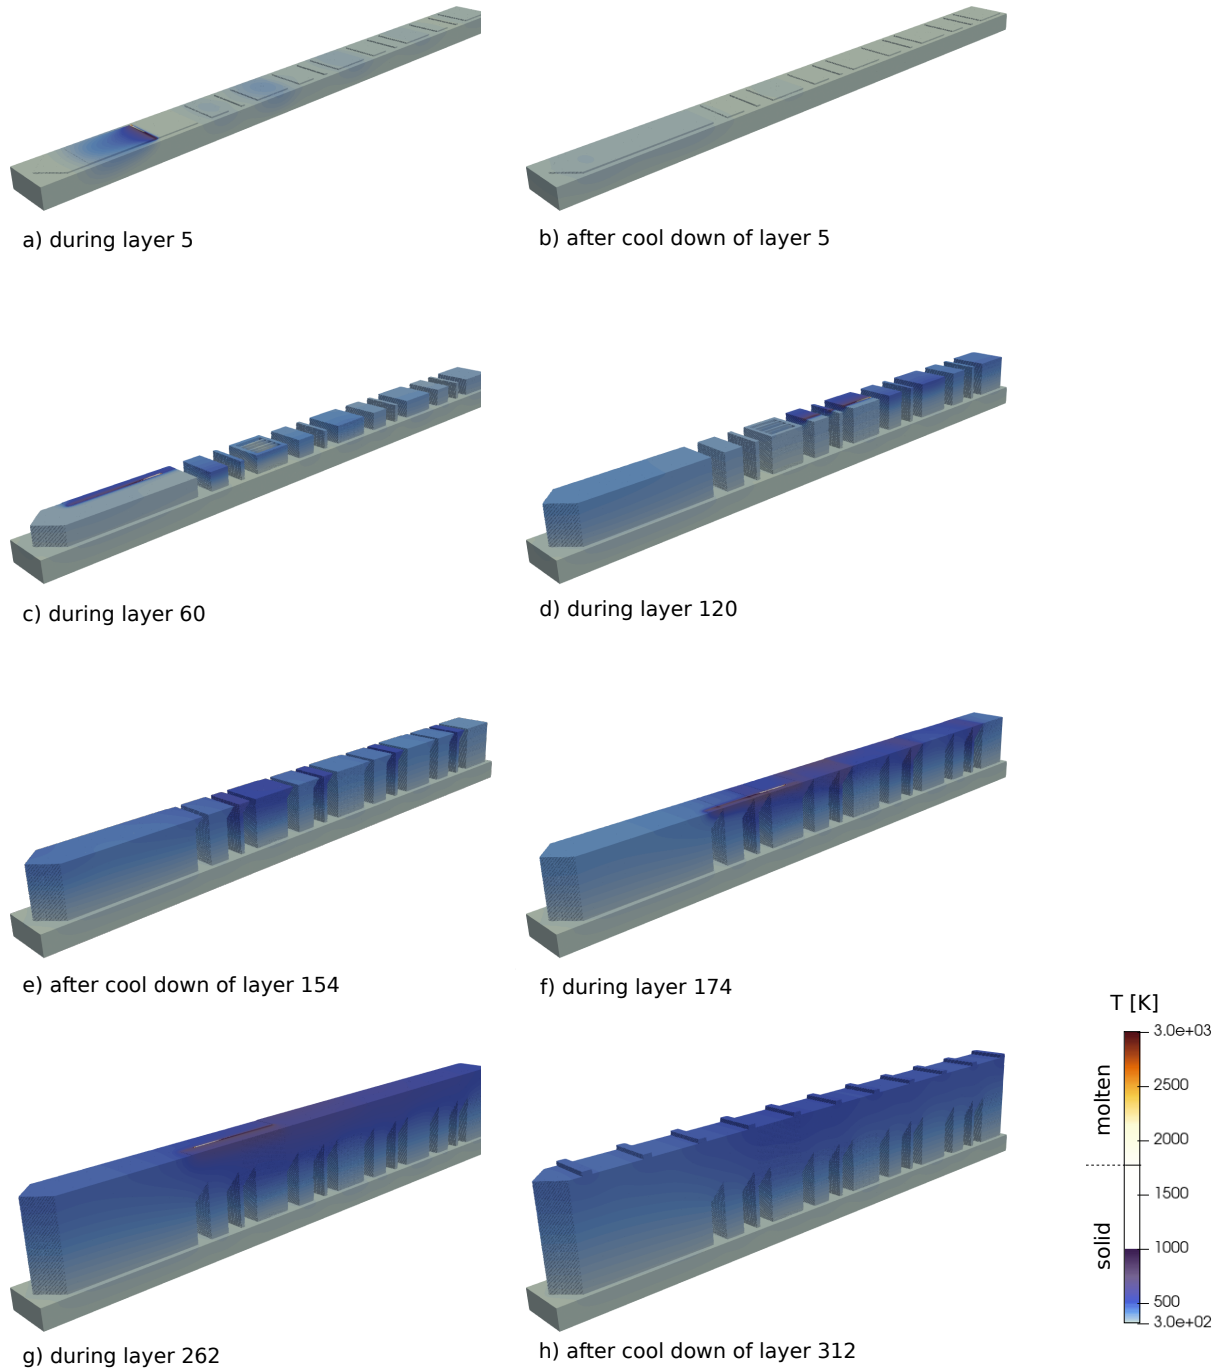 a) during layer 5
b) after cool down of layer 5
c) during layer 60
d) during layer 120
e) after cool down of layer 154
f) during layer 174
T [K]
3.0e+03
2500
2000
1500
1000
500
3.0e+02
molten
solid
g) during layer 262
h) after cool down of layer 312